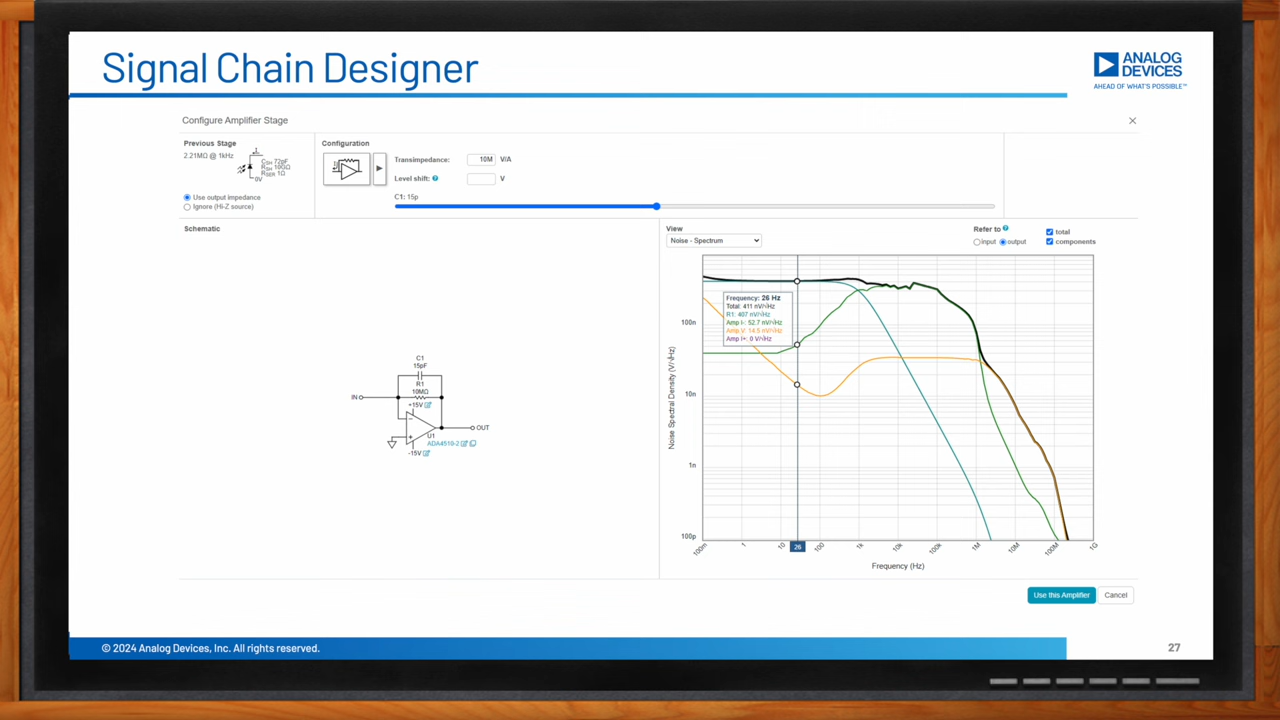 Signal Chain Designer
ANALOG
DEVICES
AHEAD OF WHAT'S POSSIBLE™
Configure Amplifier Stage
Previous Stage
2.21MΩ @ 1kHz
CSH 72pF
RSH 10GΩ
RSER 1Ω
0V
Use output impedance
Ignore (Hi-Z source)
Configuration
Transimpedance: 10M V/A
Level shift: ? V
C1: 15p
Schematic
C1
15pF
R1
10MΩ
IN
+15V
OUT
U1
ADA4510-2
-15V
View
Noise - Spectrum
Refer to ?
input output
total
components
Frequency: 26 Hz
Total: 411 nV/√Hz
R1: 407 nV/√Hz
Amp I-: 52.7 nV/√Hz
Amp V: 14.5 nV/√Hz
Amp I+: 0 V/√Hz
Noise Spectral Density (V/√Hz)
100n
10n
1n
100p
100m 1 10 26 100 1k 10k 100k 1M 10M 100M 1G
Frequency (Hz)
Use this Amplifier Cancel
© 2024 Analog Devices, Inc. All rights reserved.
27